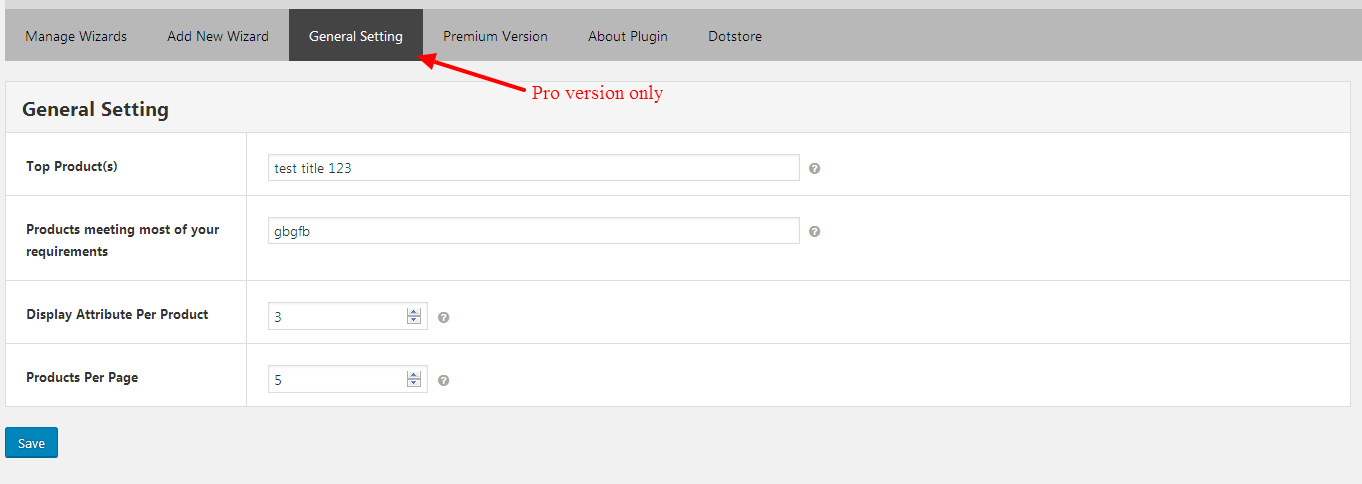 Manage Wizards Add New Wizard General Setting Premium Version About Plugin Dotstore
Pro version only
General Setting
Top Product(s) test title 123 ?
Products meeting most of your
requirements
gbgfb ?
Display Attribute Per Product 3 ?
Products Per Page 5 ?
Save